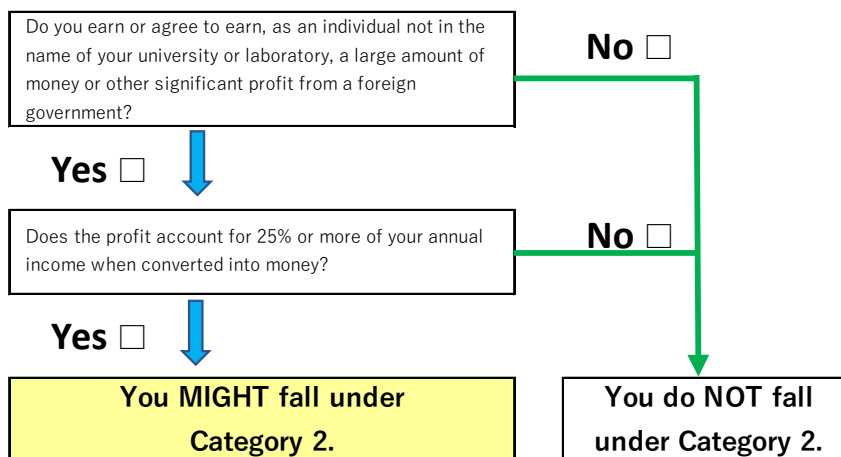 Do you earn or agree to earn, as an individual not in the
name of your university or laboratory, a large amount of
money or other significant profit from a foreign
government?
No □
Yes □
Does the profit account for 25% or more of your annual
income when converted into money?
No □
Yes □
You MIGHT fall under
Category 2.
You do NOT fall
under Category 2.